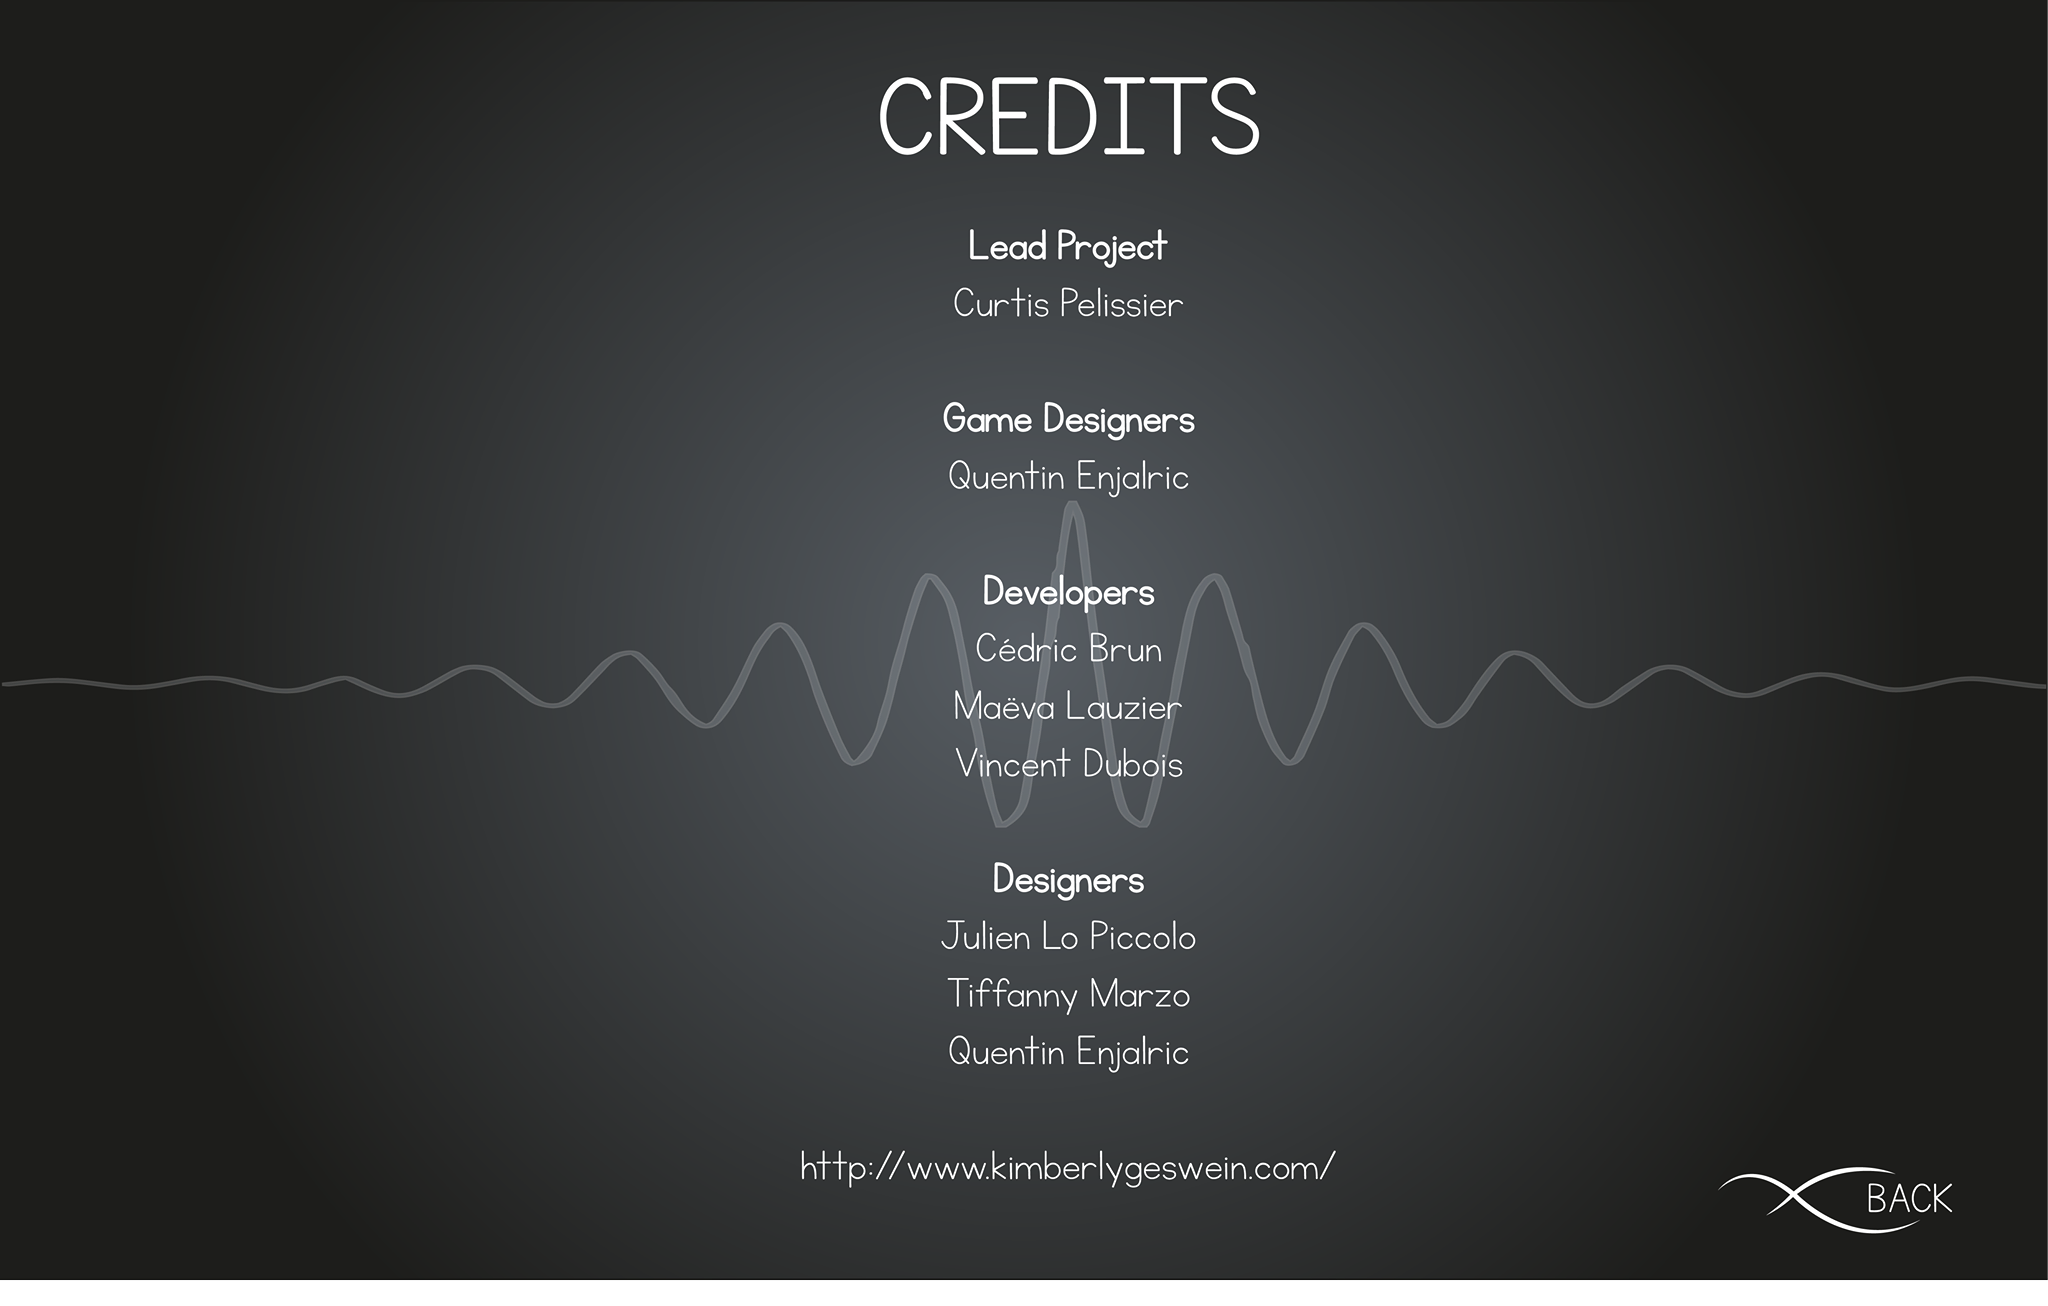 CREDITS
Lead Project
Curtis Pelissier
Game Designers
Quentin Enjalric
Developers
Cédric Brun
Maëva Lauzier
Vincent Dubois
Designers
Julien Lo Piccolo
Tiffanny Marzo
Quentin Enjalric
http://www.kimberlygeswein.com/
BACK